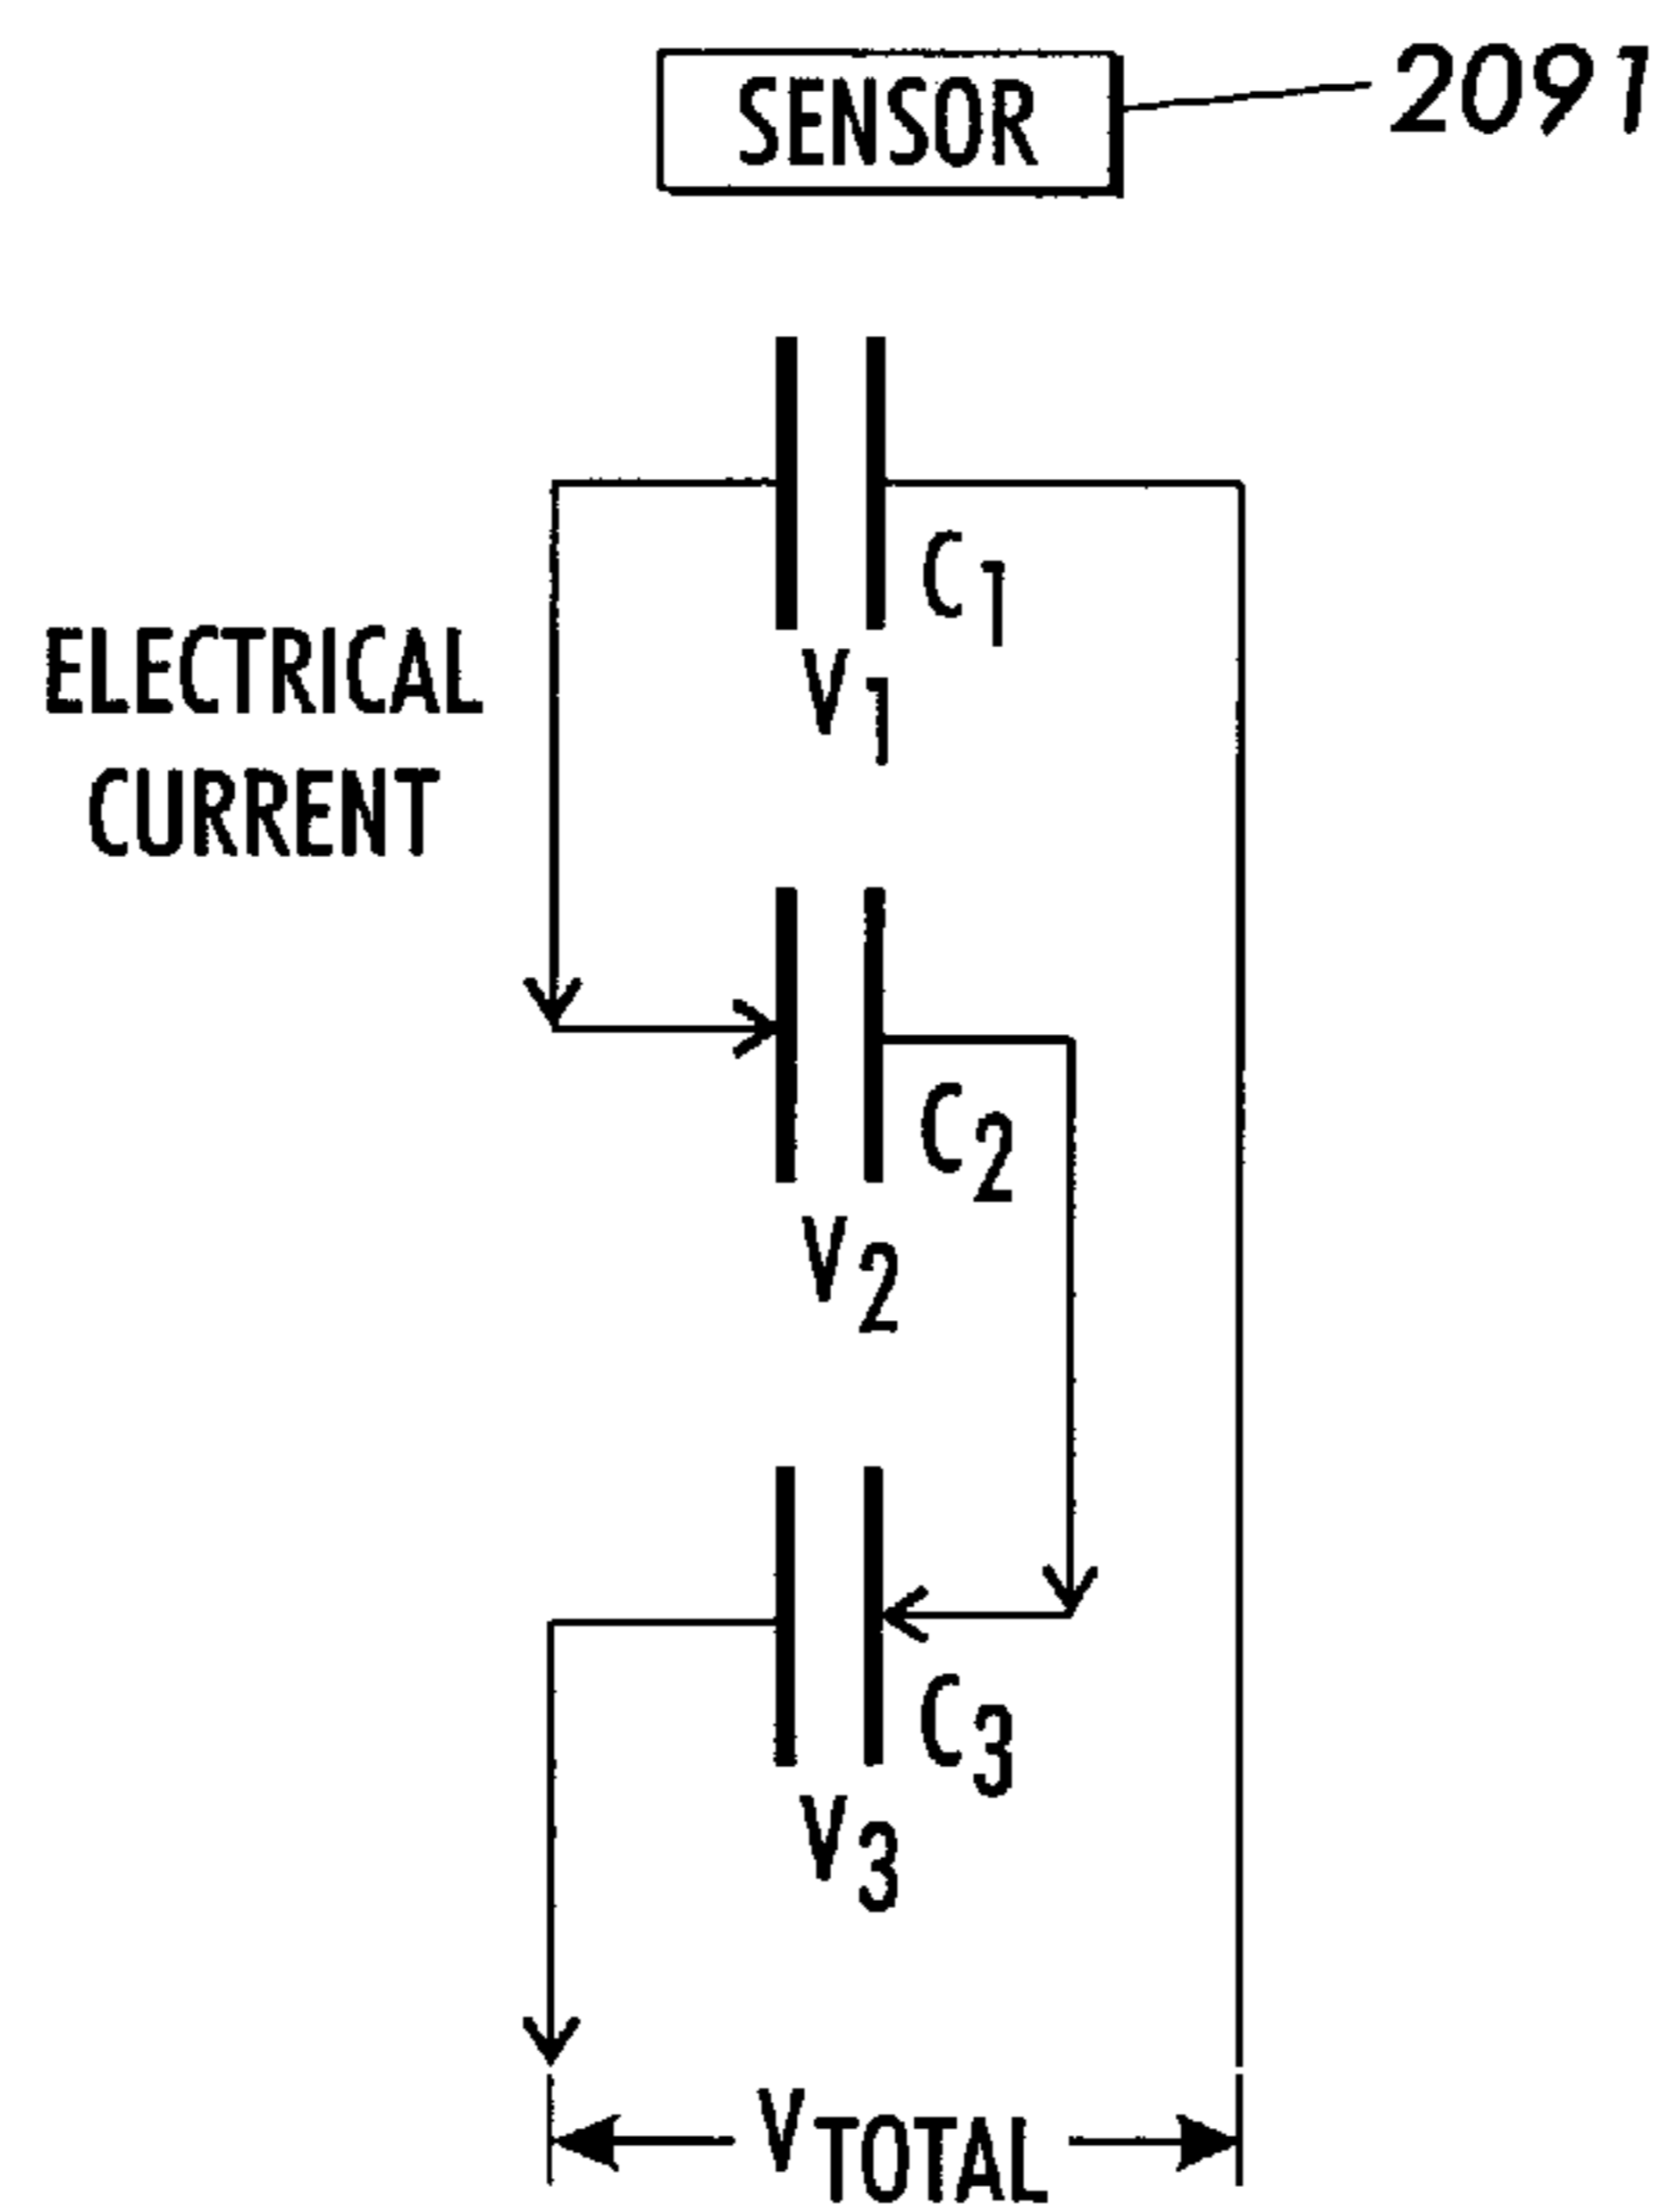 SENSOR
2091
C1
V1
ELECTRICAL
CURRENT
C2
V2
C3
V3
VTOTAL